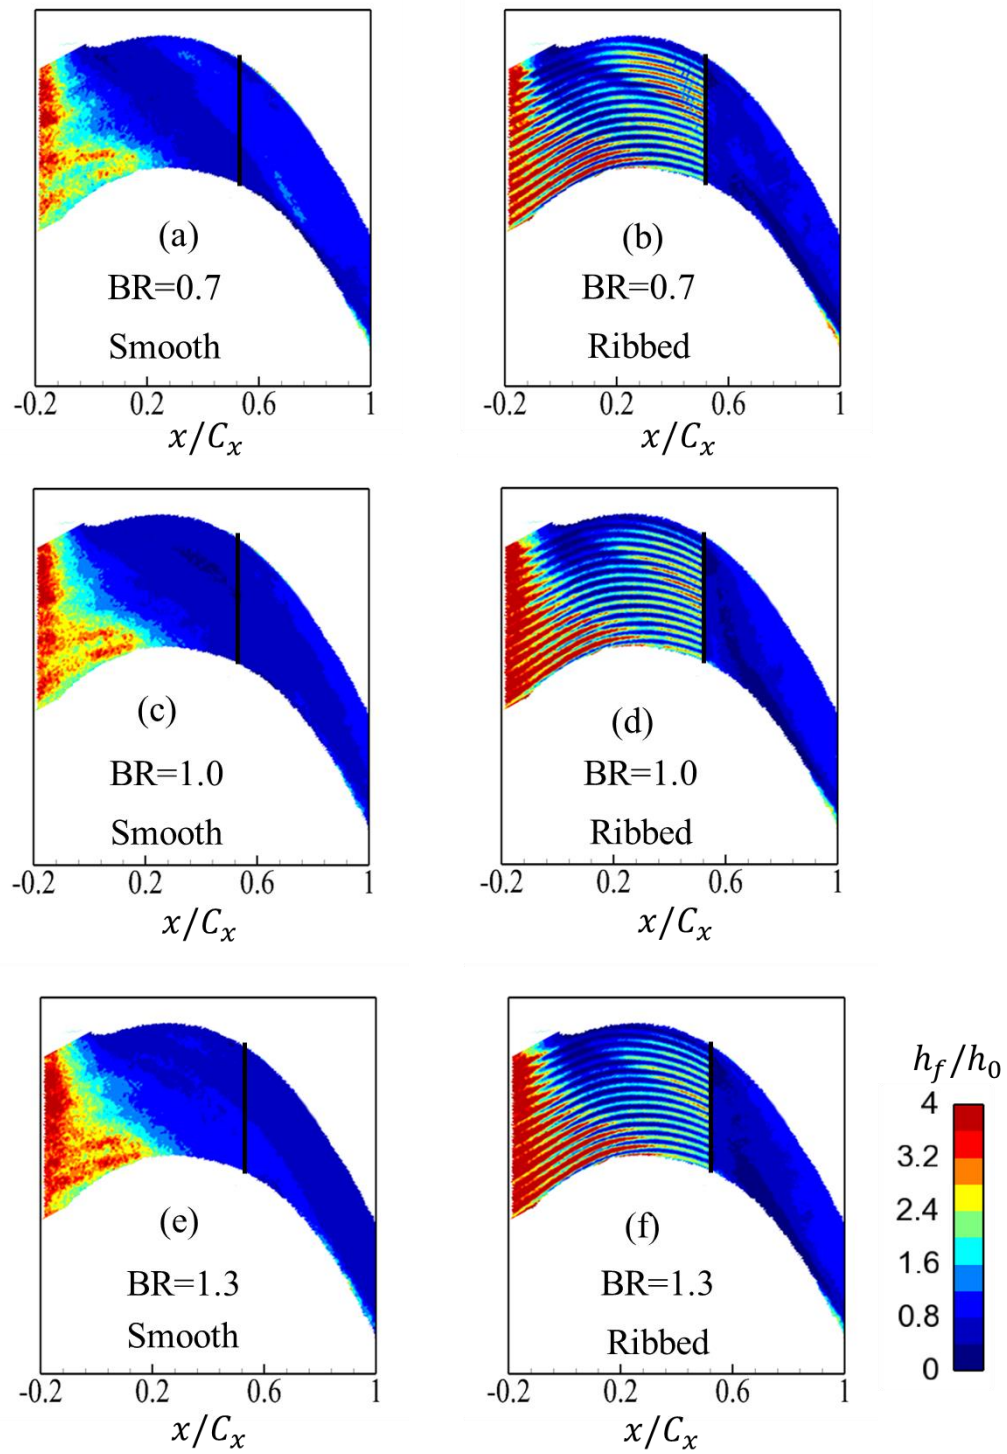 (a)
BR=0.7
Smooth
-0.2 0.2 0.6 1
x/Cₓ
(b)
BR=0.7
Ribbed
-0.2 0.2 0.6 1
x/Cₓ
(c)
BR=1.0
Smooth
-0.2 0.2 0.6 1
x/Cₓ
(d)
BR=1.0
Ribbed
-0.2 0.2 0.6 1
x/Cₓ
(e)
BR=1.3
Smooth
-0.2 0.2 0.6 1
x/Cₓ
(f)
BR=1.3
Ribbed
-0.2 0.2 0.6 1
x/Cₓ
h_f/h₀
4
3.2
2.4
1.6
0.8
0